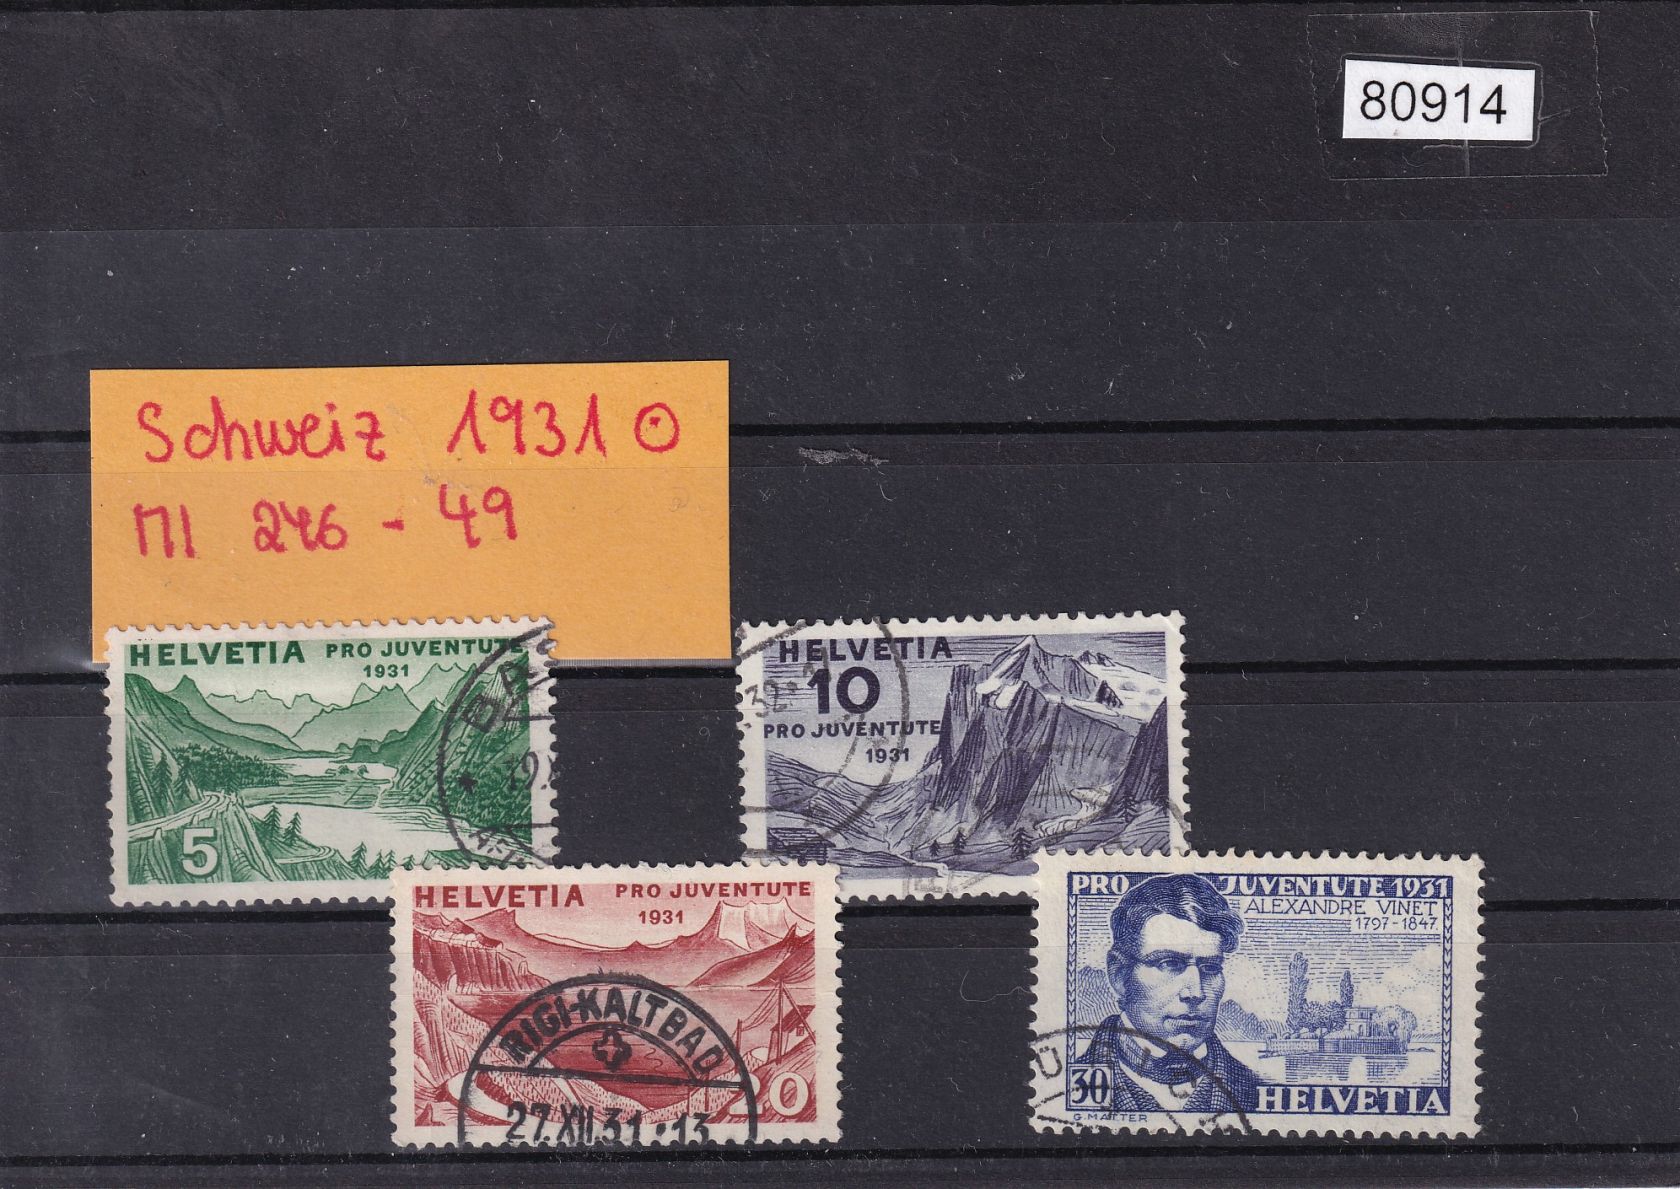 80914
Schweiz 1931 ⊙
MI 246 - 49
HELVETIA PRO JUVENTUTE
1931
5
HELVETIA
10
PRO JUVENTUTE
1931
32
HELVETIA PRO JUVENTUTE
1931
20
RIGI-KALTBAD
27.XII.31.-13
PRO JUVENTUTE 1931
ALEXANDRE VINET
1797-1847.
30
HELVETIA
G. MATTER